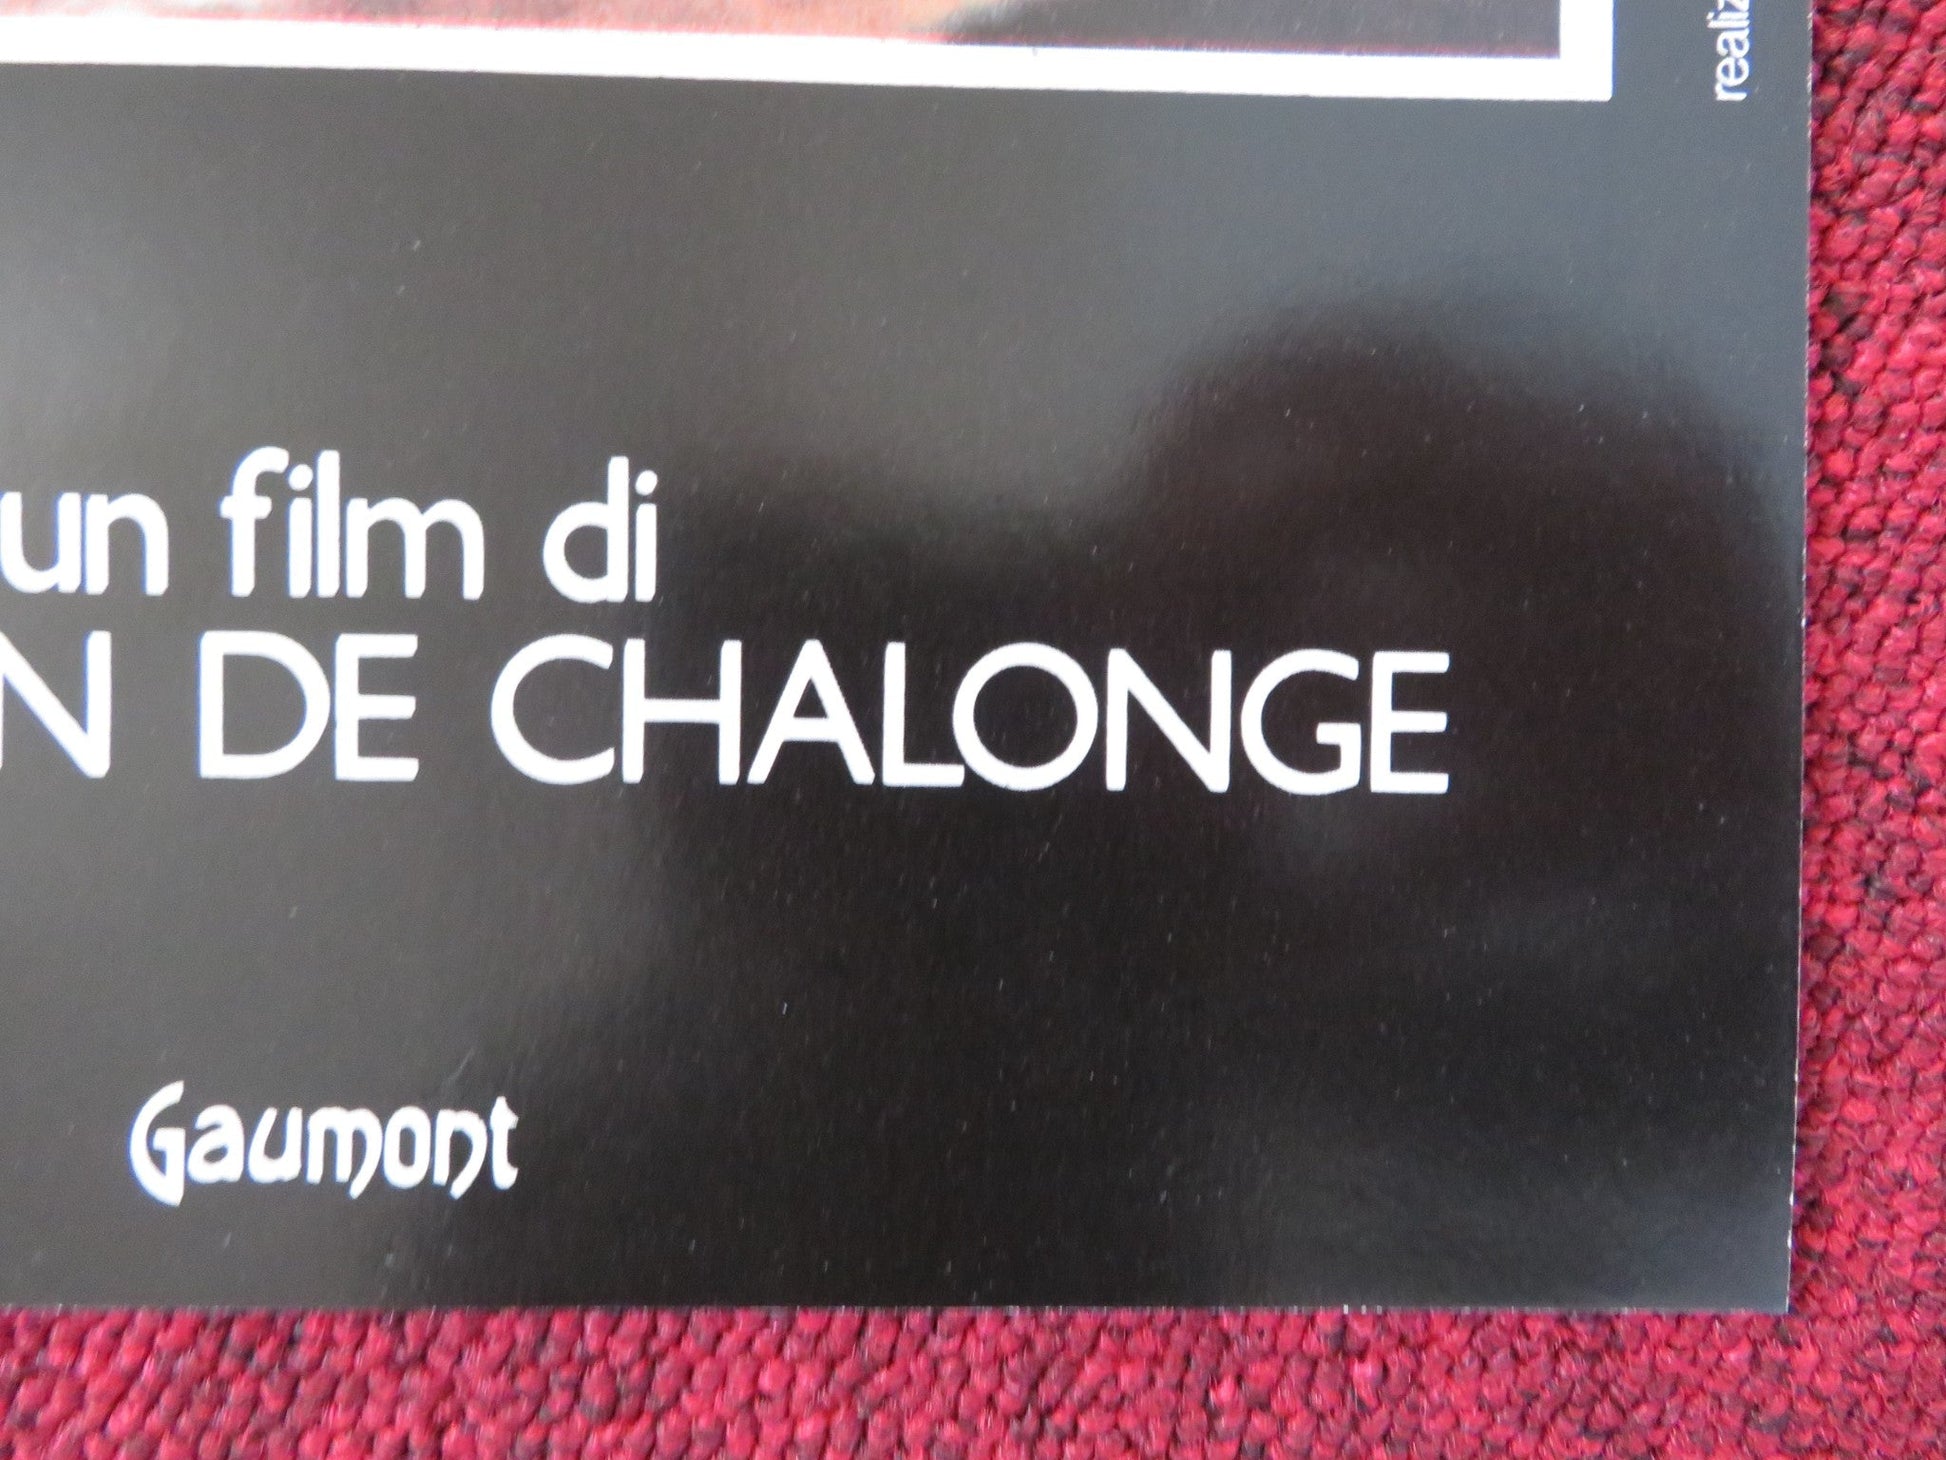 realiz
un film di
N DE CHALONGE
Gaumont